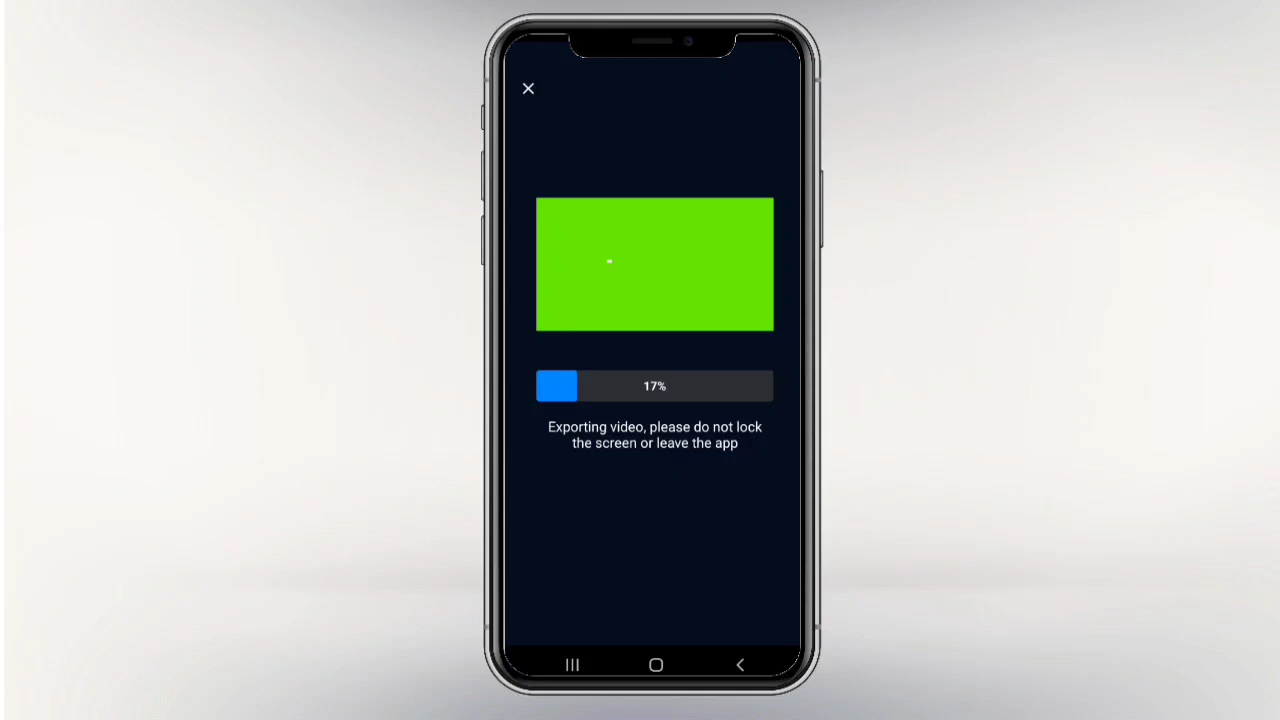 17%
Exporting video, please do not lock
the screen or leave the app